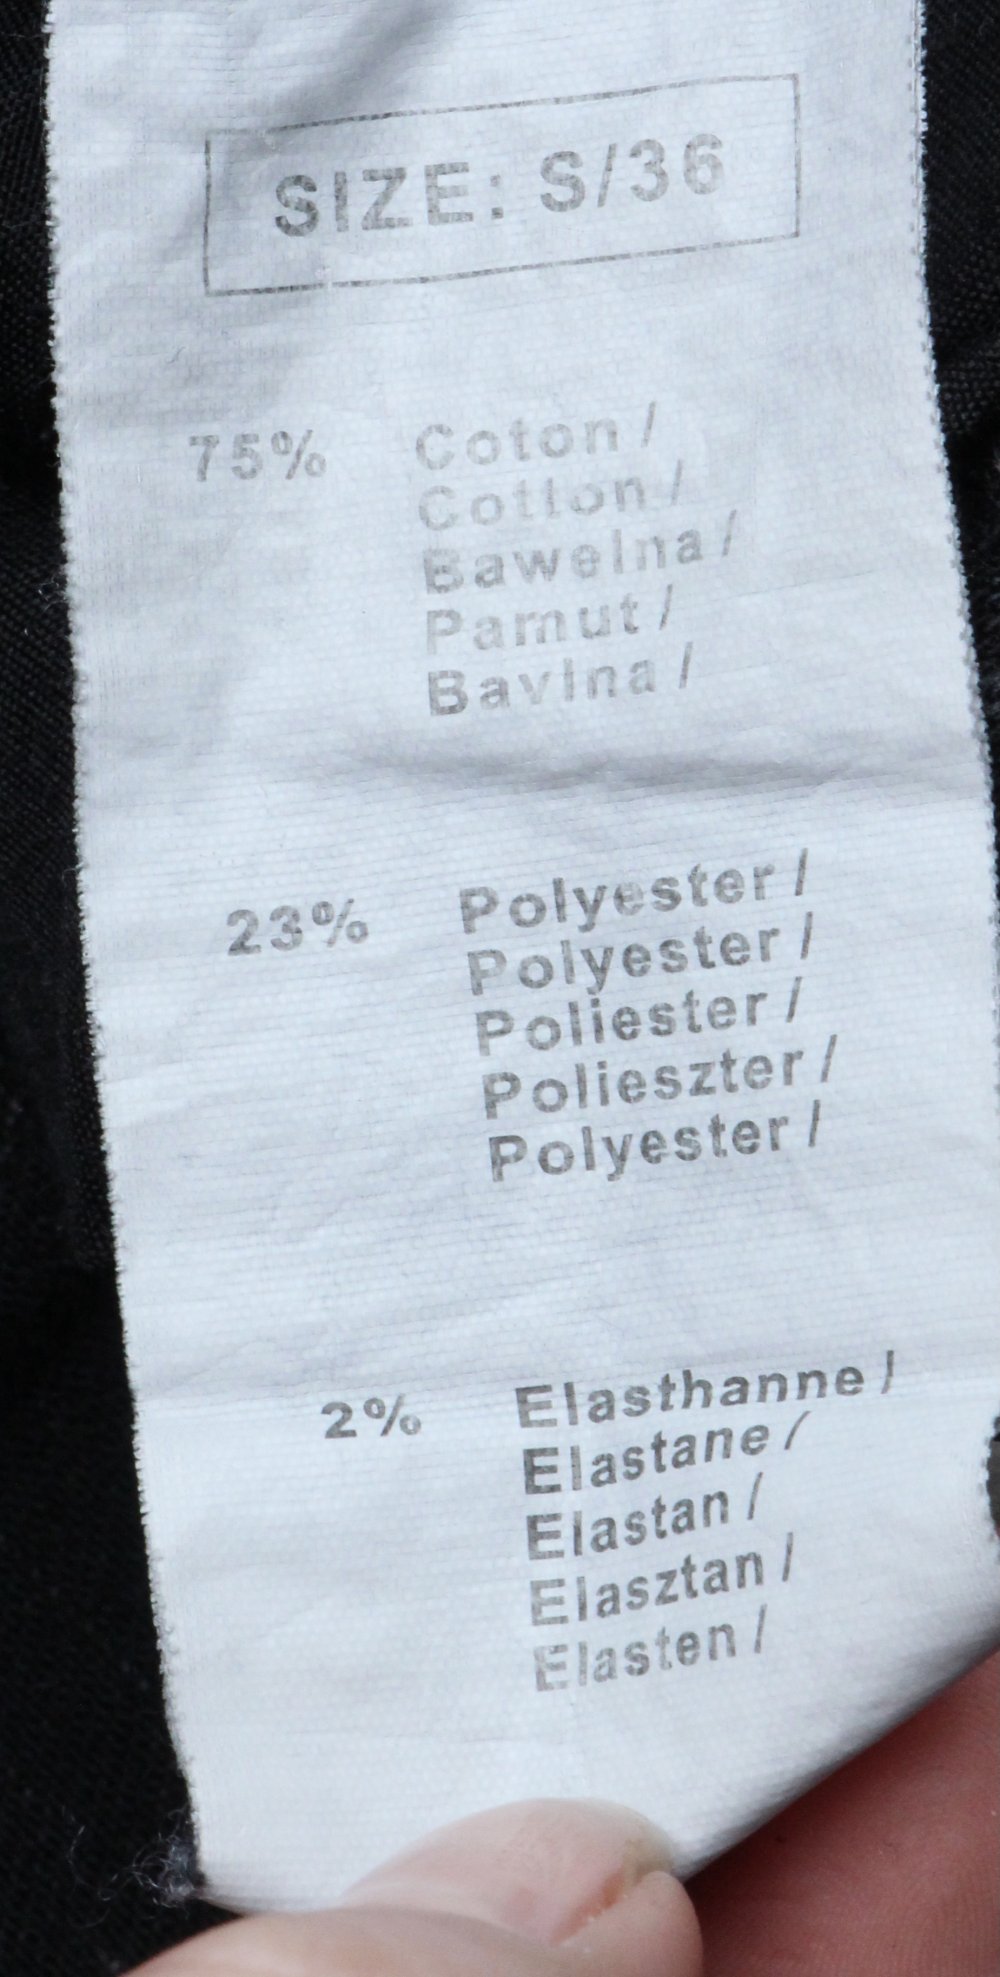 SIZE: S/36
75% Coton /
Cotton /
Bawelna /
Pamut /
Bavlna /
23% Polyester /
Polyester /
Poliester /
Polieszter /
Polyester /
2% Elasthanne /
Elastane /
Elastan /
Elasztan /
Elasten /